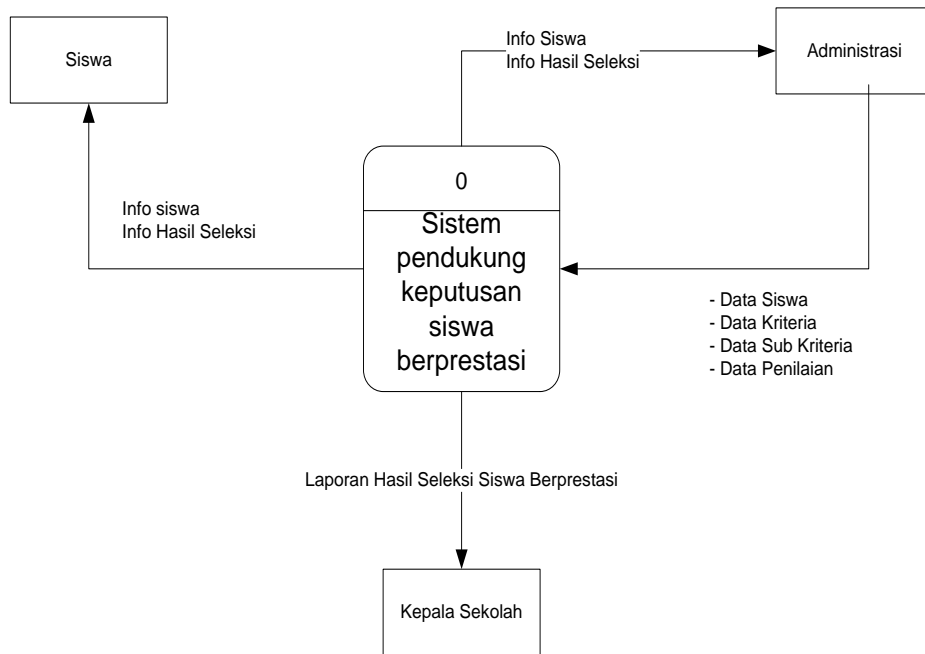 Siswa
Info Siswa
Info Hasil Seleksi
Administrasi
0
Sistem
pendukung
keputusan
siswa
berprestasi
Info siswa
Info Hasil Seleksi
- Data Siswa
- Data Kriteria
- Data Sub Kriteria
- Data Penilaian
Laporan Hasil Seleksi Siswa Berprestasi
Kepala Sekolah